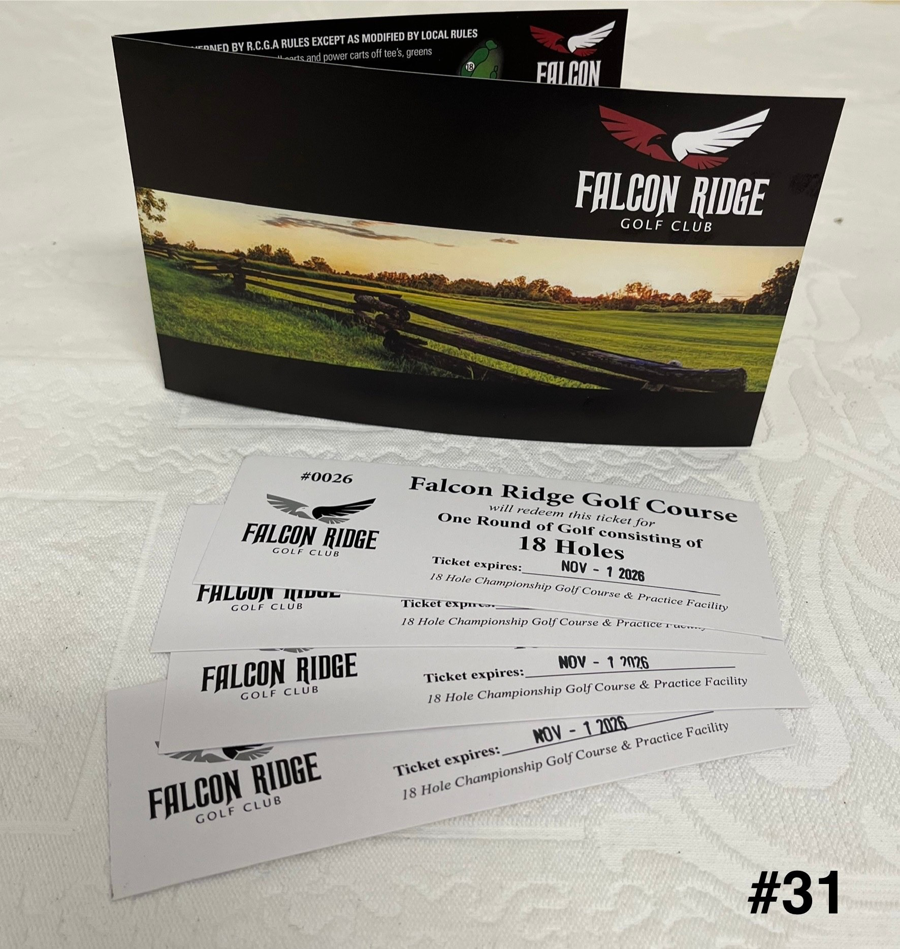 BY R.C.G.A RULES EXCEPT AS MODIFIED BY LOCAL RULES
and power carts off tee's, greens
18
FALCON
FALCON RIDGE
GOLF CLUB
#0026
FALCON RIDGE
GOLF CLUB
Falcon Ridge Golf Course
will redeem this ticket for
One Round of Golf consisting of
18 Holes
Ticket expires: NOV - 1 2026
18 Hole Championship Golf Course & Practice Facility
FALCON RIDGE
GOLF CLUB
Ticket
18 Hole Championship Golf Course & Practice
FALCON RIDGE
GOLF CLUB
Ticket expires: NOV - 1 2026
18 Hole Championship Golf Course & Practice Facility
FALCON RIDGE
GOLF CLUB
Ticket expires: NOV - 1 2026
18 Hole Championship Golf Course & Practice Facility
#31